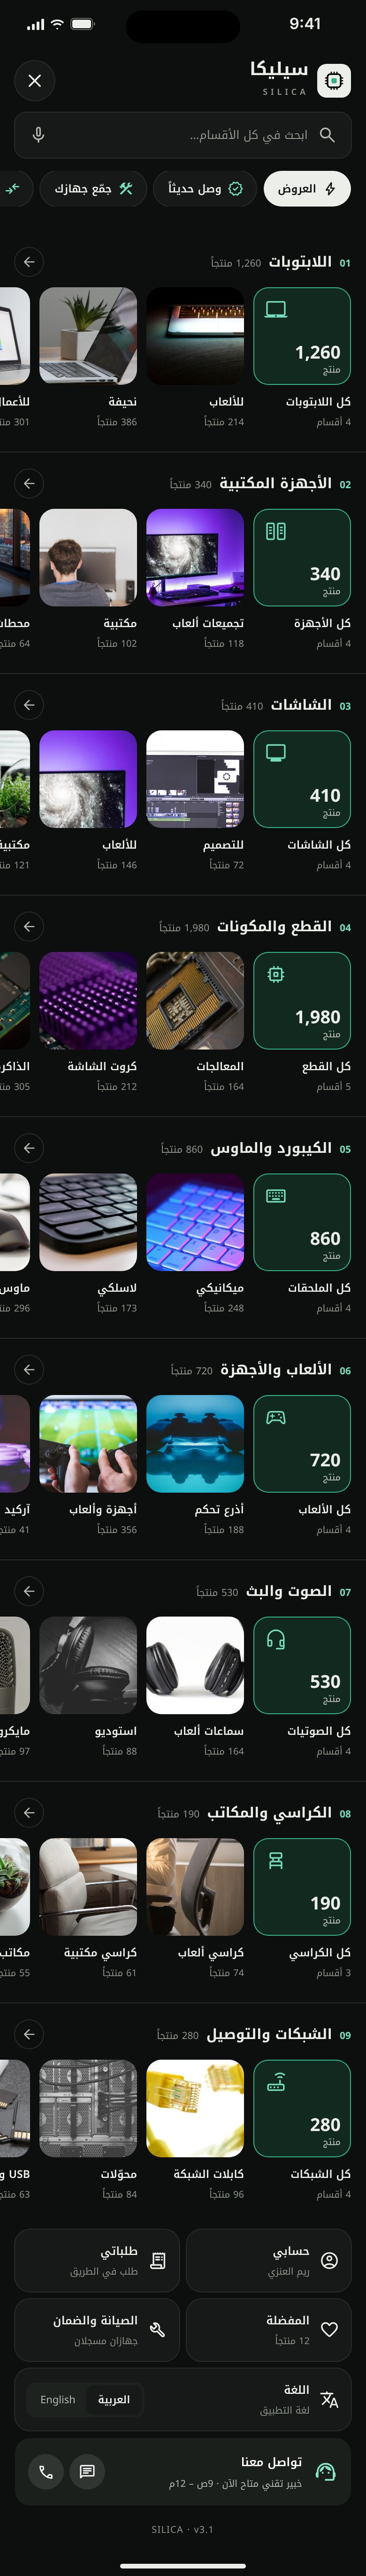 9:41
سيليكا
SILICA
ابحث في كل الأقسام...
العروض
وصل حديثاً
جمّع جهازك
01 اللابتوبات 1,260 منتجاً
1,260
منتج
كل اللابتوبات
4 أقسام
للألعاب
214 منتجاً
نحيفة
386 منتجاً
للأعمال
301 منتجاً
02 الأجهزة المكتبية 340 منتجاً
340
منتج
كل الأجهزة
4 أقسام
تجميعات ألعاب
118 منتجاً
مكتبية
102 منتجاً
64
03 الشاشات 410 منتجاً
410
منتج
كل الشاشات
4 أقسام
للتصميم
72 منتجاً
للألعاب
146 منتجاً
مكتبية
121
04 القطع والمكونات 1,980 منتجاً
1,980
منتج
كل القطع
5 أقسام
المعالجات
164 منتجاً
كروت الشاشة
212 منتجاً
305
05 الكيبورد والماوس 860 منتجاً
860
منتج
كل الملحقات
4 أقسام
ميكانيكي
248 منتجاً
لاسلكي
173 منتجاً
ماوس
296
06 الألعاب والأجهزة 720 منتجاً
720
منتج
كل الألعاب
4 أقسام
أذرع تحكم
188 منتجاً
أجهزة وألعاب
356 منتجاً
آركيد
41
07 الصوت والبث 530 منتجاً
530
منتج
كل الصوتيات
4 أقسام
سماعات ألعاب
164 منتجاً
استوديو
88 منتجاً
97
08 الكراسي والمكاتب 190 منتجاً
190
منتج
كل الكراسي
3 أقسام
كراسي ألعاب
74 منتجاً
كراسي مكتبية
61 منتجاً
مكاتب
55
09 الشبكات والتوصيل 280 منتجاً
280
منتج
كل الشبكات
4 أقسام
كابلات الشبكة
96 منتجاً
محوّلات
84 منتجاً
USB
63
حسابي
ريم العنزي
طلباتي
طلب في الطريق
المفضلة
12 منتجاً
الصيانة والضمان
جهازان مسجلان
اللغة
لغة التطبيق
العربية
English
تواصل معنا
خبير تقني متاح الآن · 9ص – 12م
SILICA · v3.1